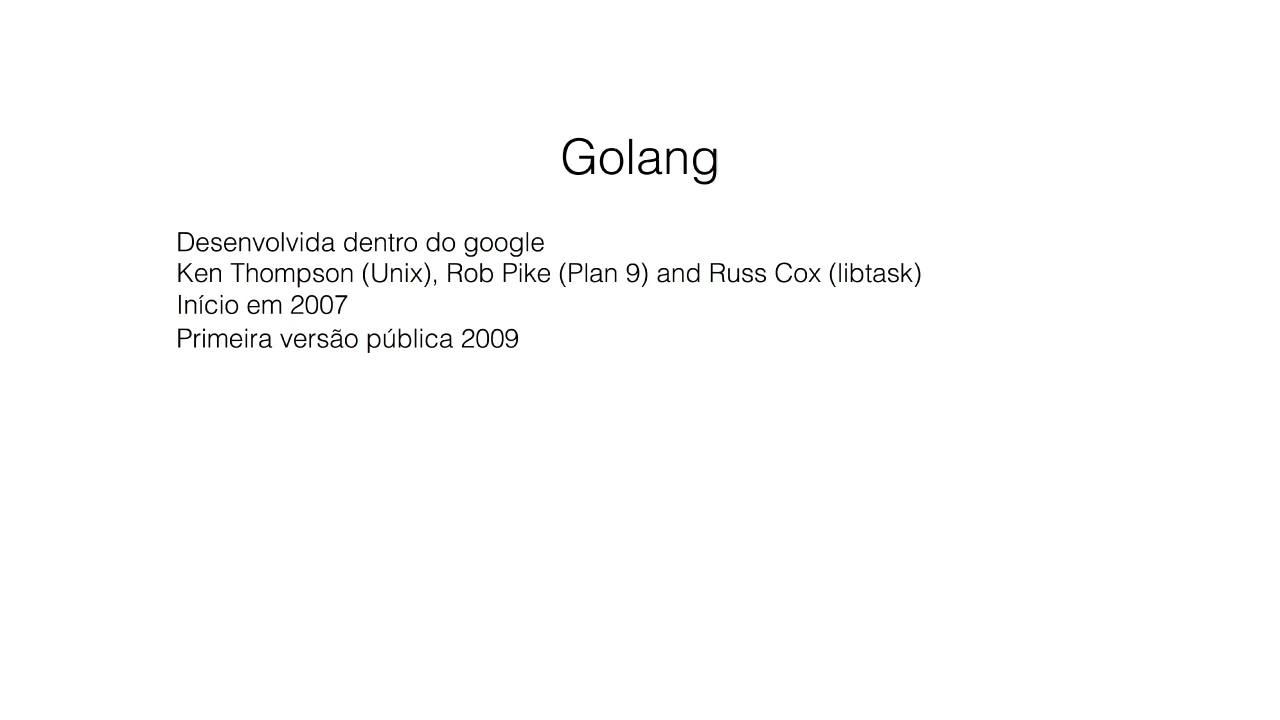 Golang
Desenvolvida dentro do google
Ken Thompson (Unix), Rob Pike (Plan 9) and Russ Cox (libtask)
Início em 2007
Primeira versão pública 2009